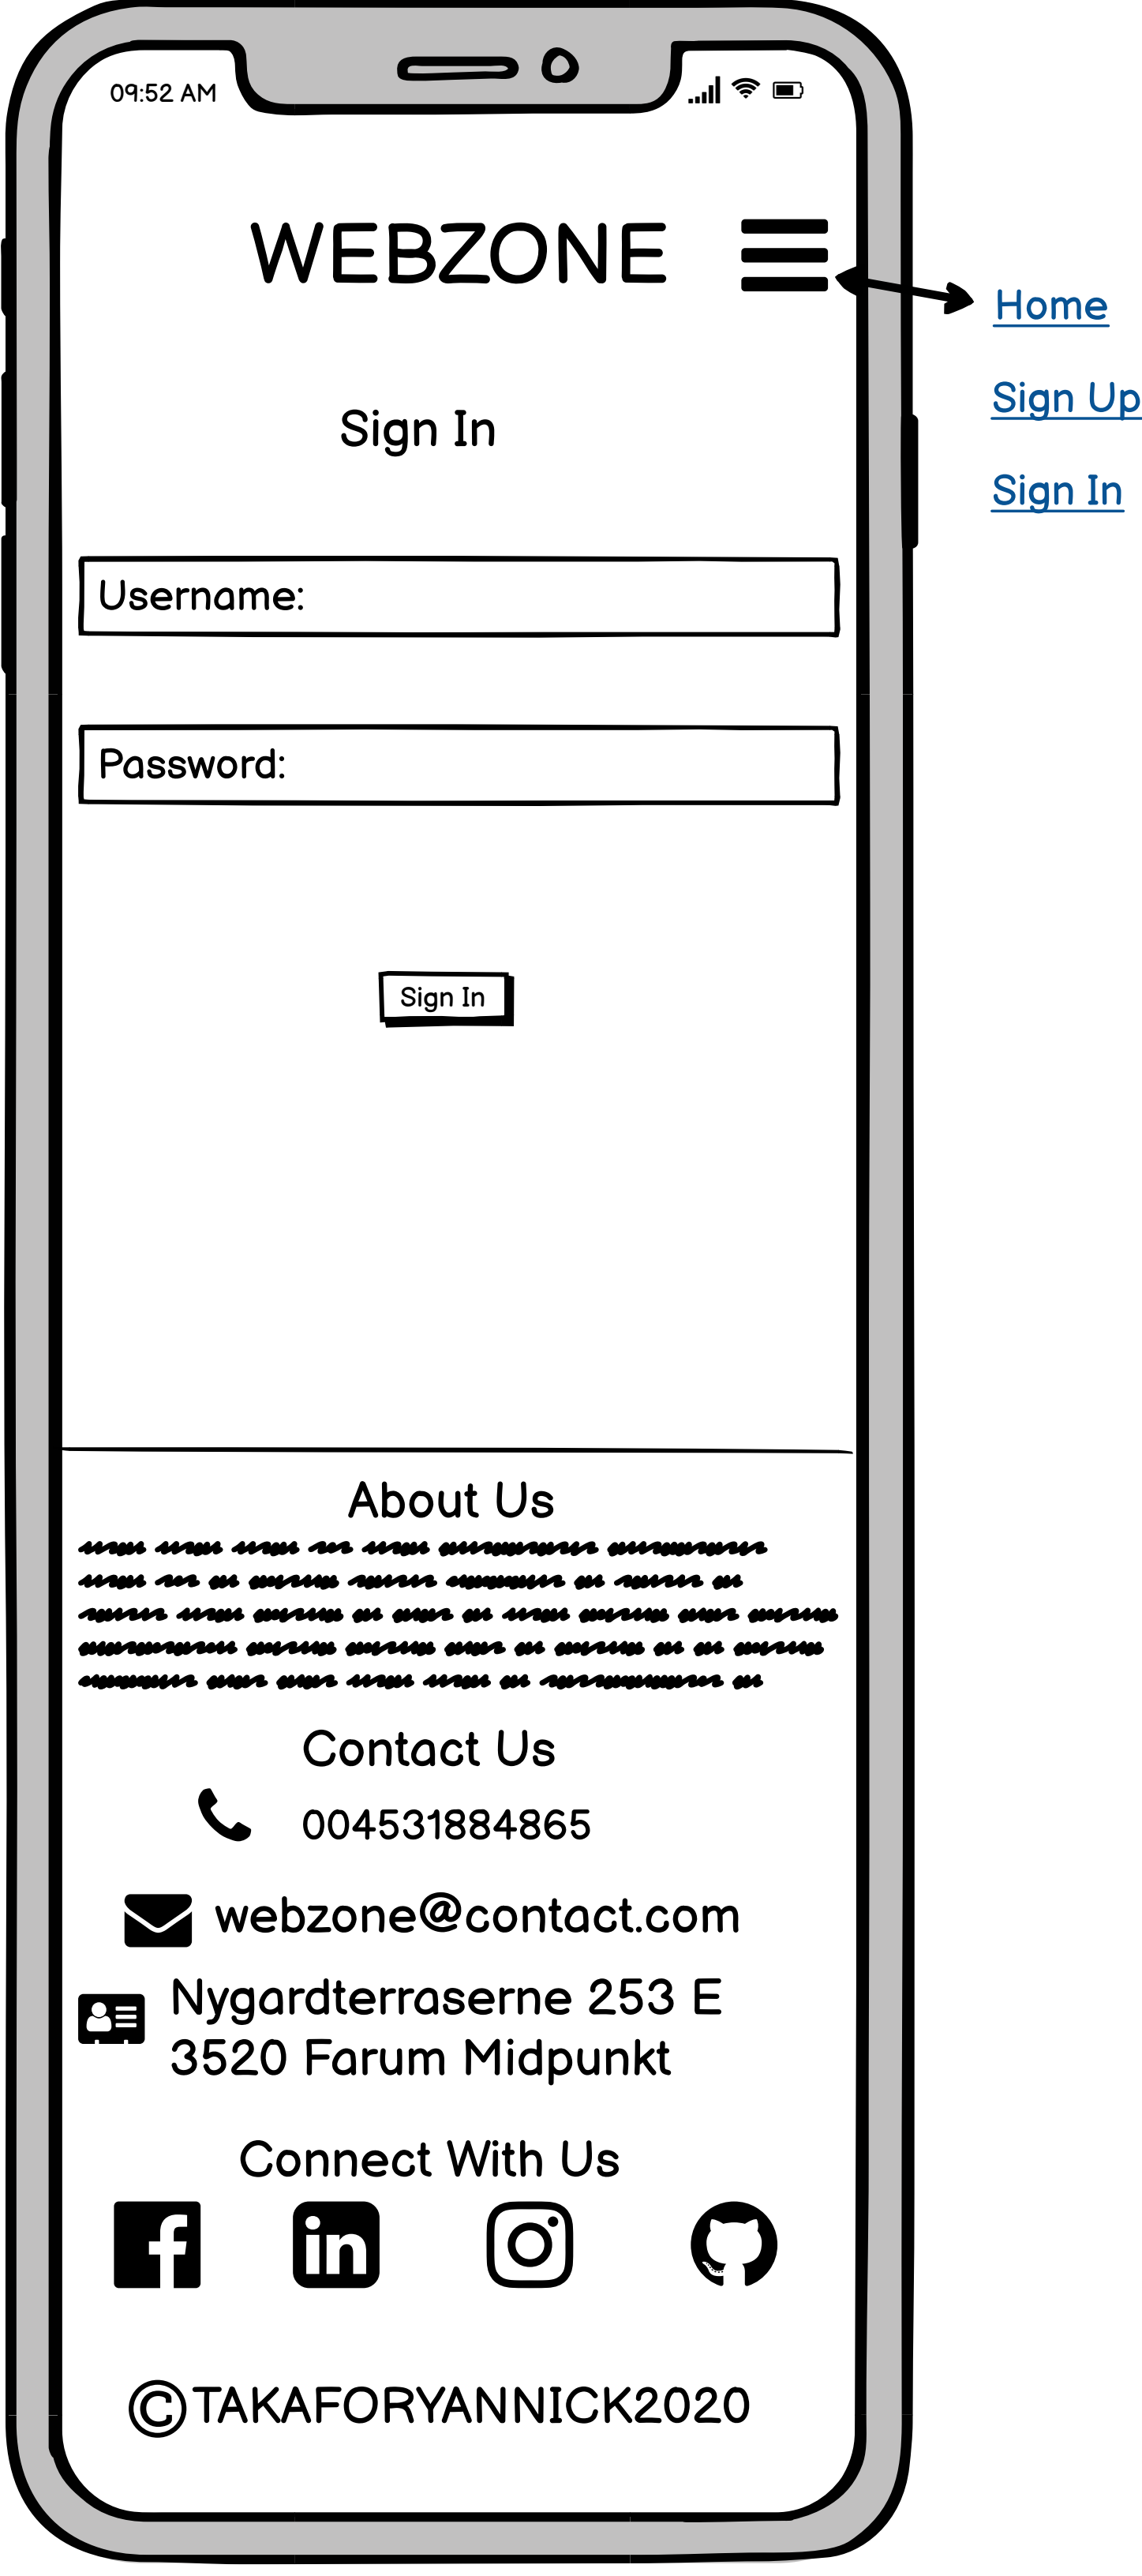 09:52 AM
WEBZONE
Home
Sign Up
Sign In
Sign In
Username:
Password:
Sign In
About Us
Contact Us
004531884865
webzone@contact.com
Nygardterraserne 253 E
3520 Farum Midpunkt
Connect With Us
©TAKAFORYANNICK2020